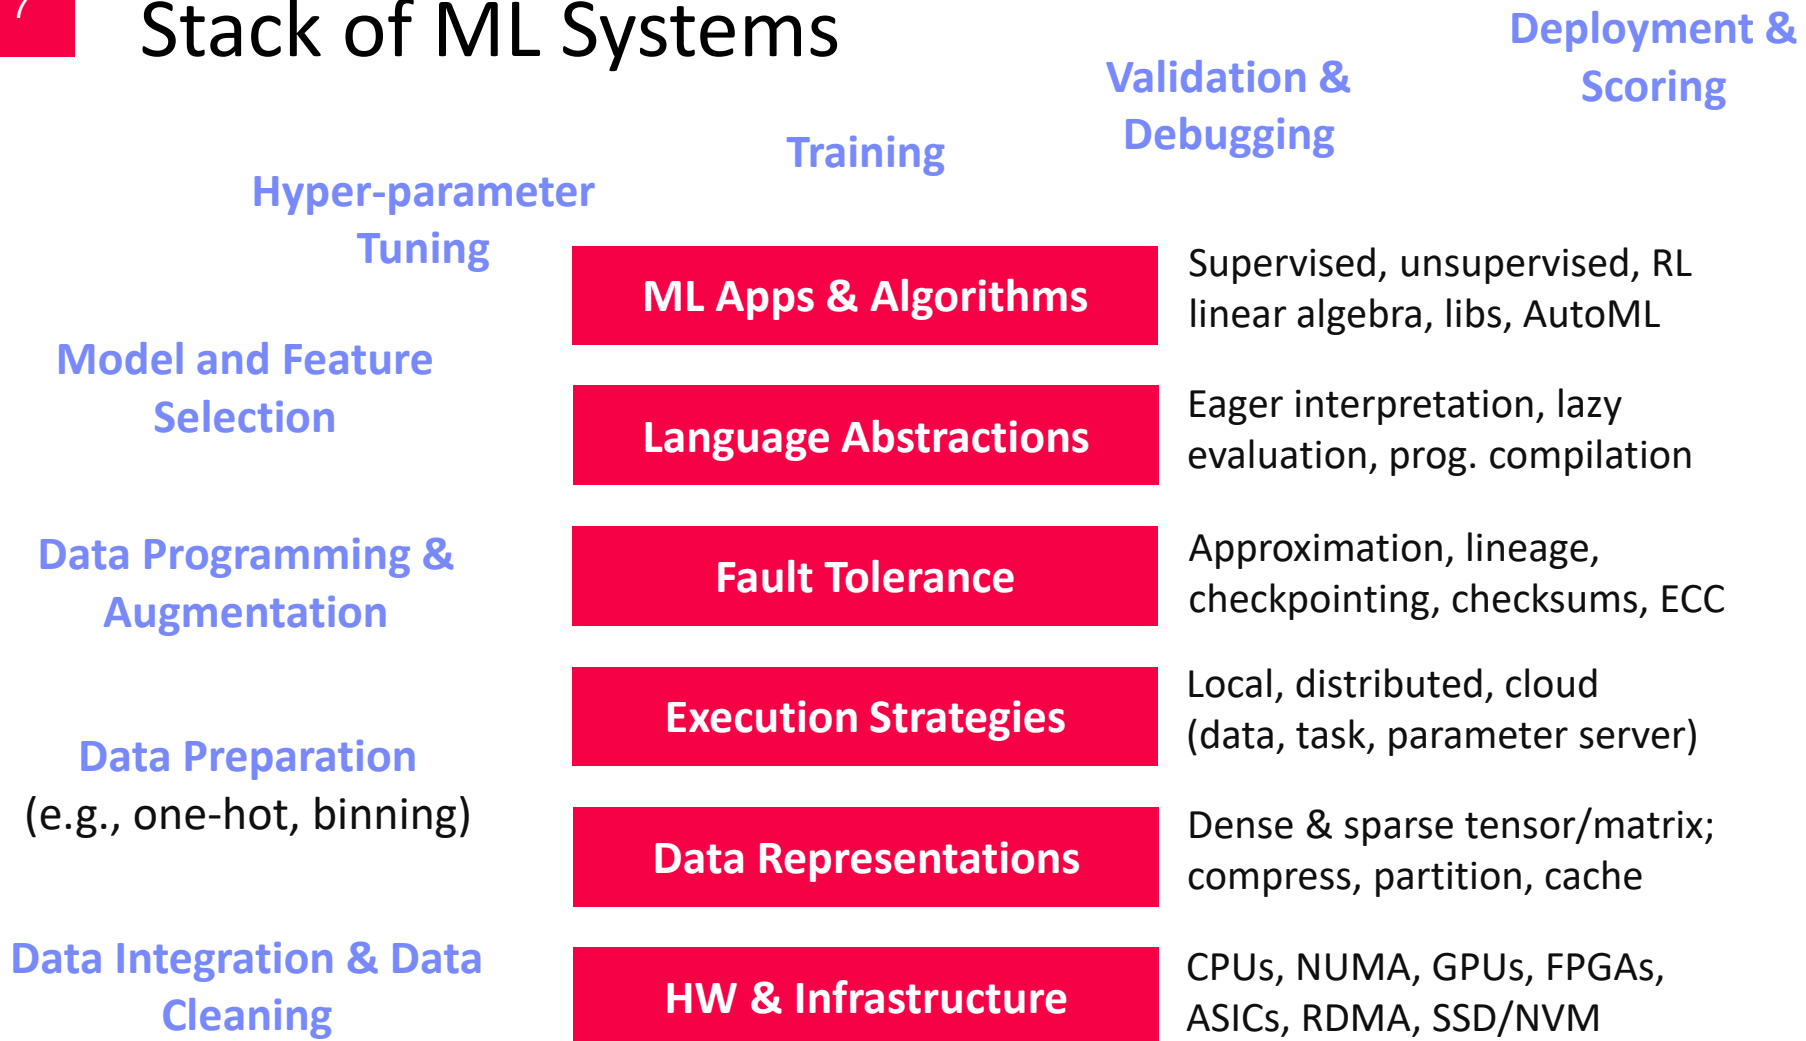 7
Stack of ML Systems
Deployment &
Scoring
Validation &
Debugging
Training
Hyper-parameter
Tuning
Model and Feature
Selection
Data Programming &
Augmentation
Data Preparation
(e.g., one-hot, binning)
Data Integration & Data
Cleaning
ML Apps & Algorithms
Supervised, unsupervised, RL
linear algebra, libs, AutoML
Language Abstractions
Eager interpretation, lazy
evaluation, prog. compilation
Fault Tolerance
Approximation, lineage,
checkpointing, checksums, ECC
Execution Strategies
Local, distributed, cloud
(data, task, parameter server)
Data Representations
Dense & sparse tensor/matrix;
compress, partition, cache
HW & Infrastructure
CPUs, NUMA, GPUs, FPGAs,
ASICs, RDMA, SSD/NVM